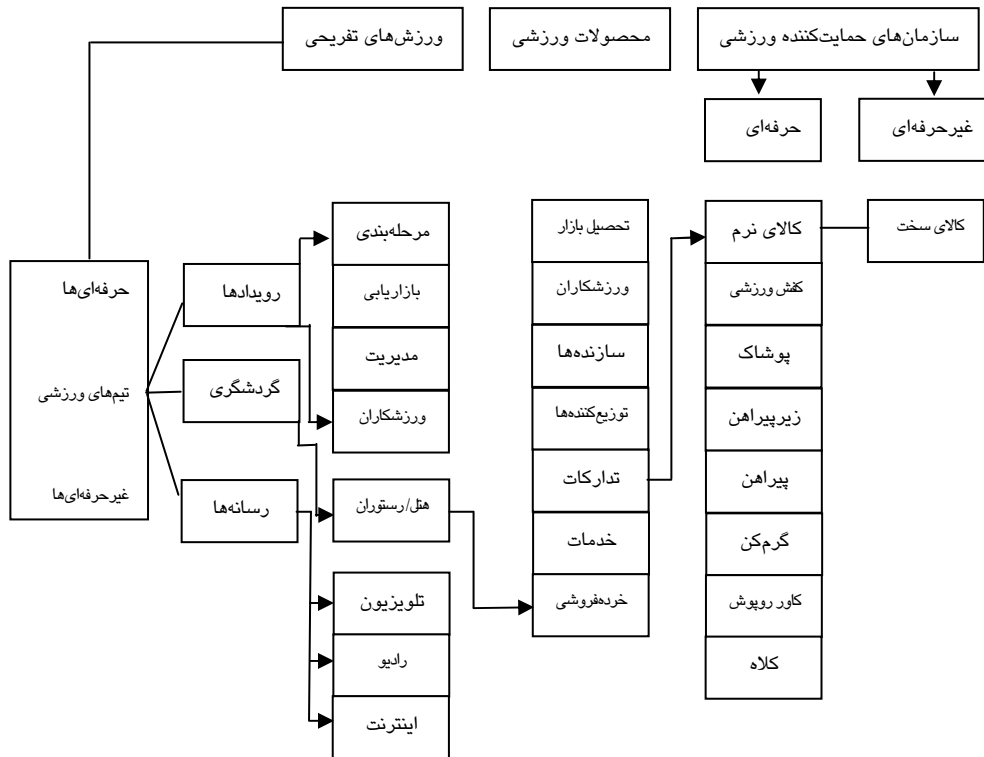 سازمان‌های حمایت‌کننده ورزشی
محصولات ورزشی
ورزش‌های تفریحی
غیرحرفه‌ای
حرفه‌ای
حرفه‌ای‌ها
تیم‌های ورزشی
غیرحرفه‌ای‌ها
رویدادها
گردشگری
رسانه‌ها
مرحله‌بندی
بازاریابی
مدیریت
ورزشکاران
هتل/رستوران
تلویزیون
رادیو
اینترنت
تحصیل بازار
ورزشکاران
سازنده‌ها
توزیع‌کننده‌ها
تدارکات
خدمات
خرده‌فروشی
کالای نرم
کفش ورزشی
پوشاک
زیرپیراهن
پیراهن
گرم‌کن
کاور روپوش
کلاه
کالای سخت